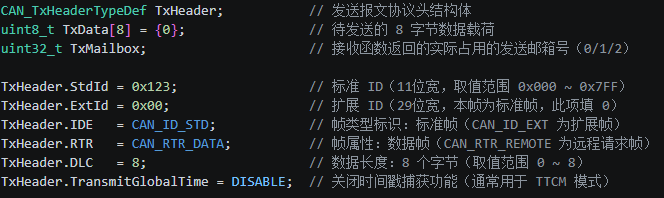 CAN_TxHeaderTypeDef TxHeader;          // 发送报文协议头结构体
uint8_t TxData[8] = {0};               // 待发送的 8 字节数据载荷
uint32_t TxMailbox;                    // 接收函数返回的实际占用的发送邮箱号（0/1/2）
TxHeader.StdId = 0x123;                // 标准 ID（11位宽，取值范围 0x000 ~ 0x7FF）
TxHeader.ExtId = 0x00;                 // 扩展 ID（29位宽，本帧为标准帧，此项填 0）
TxHeader.IDE   = CAN_ID_STD;           // 帧类型标识：标准帧（CAN_ID_EXT 为扩展帧）
TxHeader.RTR   = CAN_RTR_DATA;         // 帧属性：数据帧（CAN_RTR_REMOTE 为远程请求帧）
TxHeader.DLC   = 8;                    // 数据长度：8 个字节（取值范围 0 ~ 8）
TxHeader.TransmitGlobalTime = DISABLE; // 关闭时间戳捕获功能（通常用于 TTCM 模式）